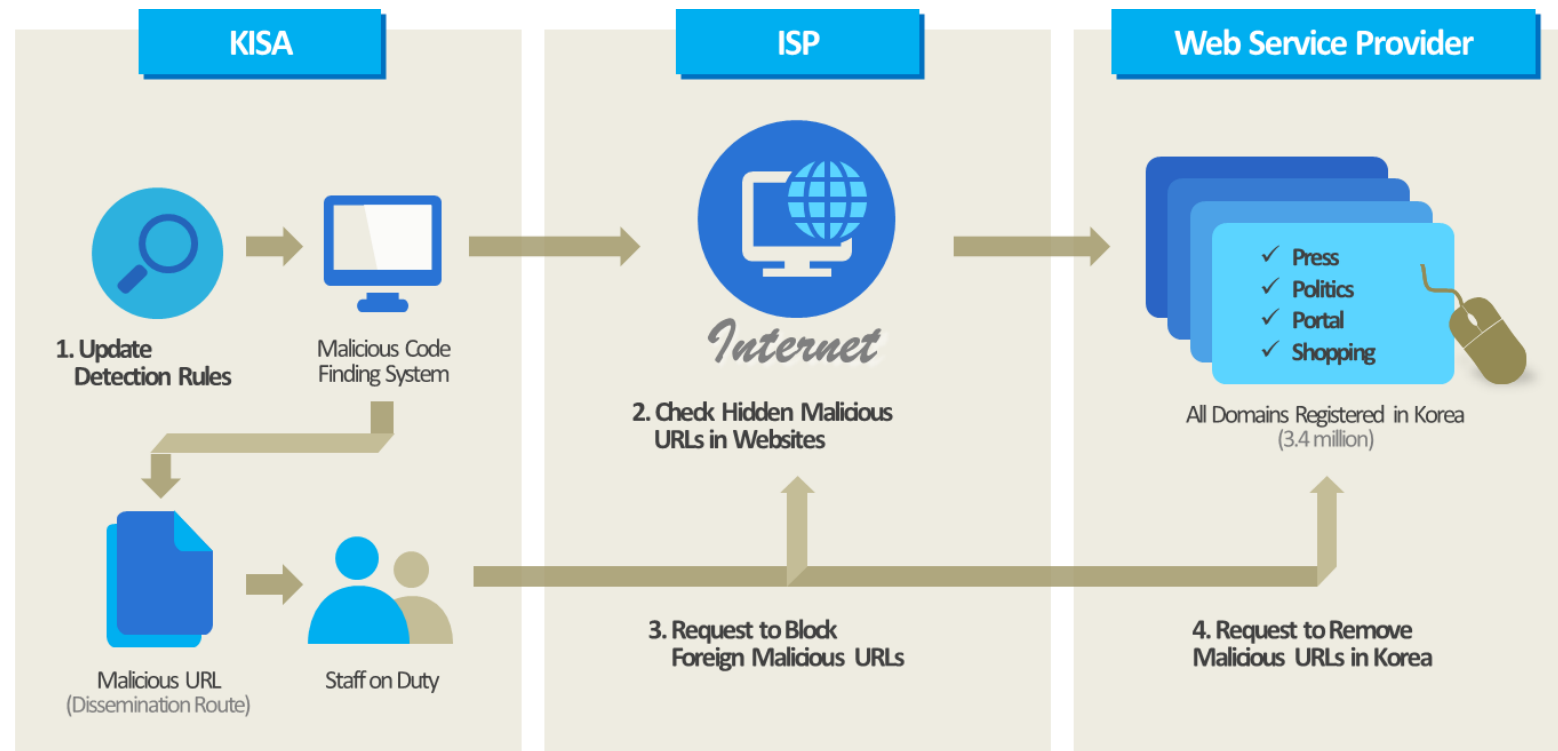 KISA
ISP
Web Service Provider
1. Update
Detection Rules
Malicious Code
Finding System
Internet
2. Check Hidden Malicious
URLs in Websites
✓ Press
✓ Politics
✓ Portal
✓ Shopping
All Domains Registered in Korea
(3.4 million)
Malicious URL
(Dissemination Route)
Staff on Duty
3. Request to Block
Foreign Malicious URLs
4. Request to Remove
Malicious URLs in Korea